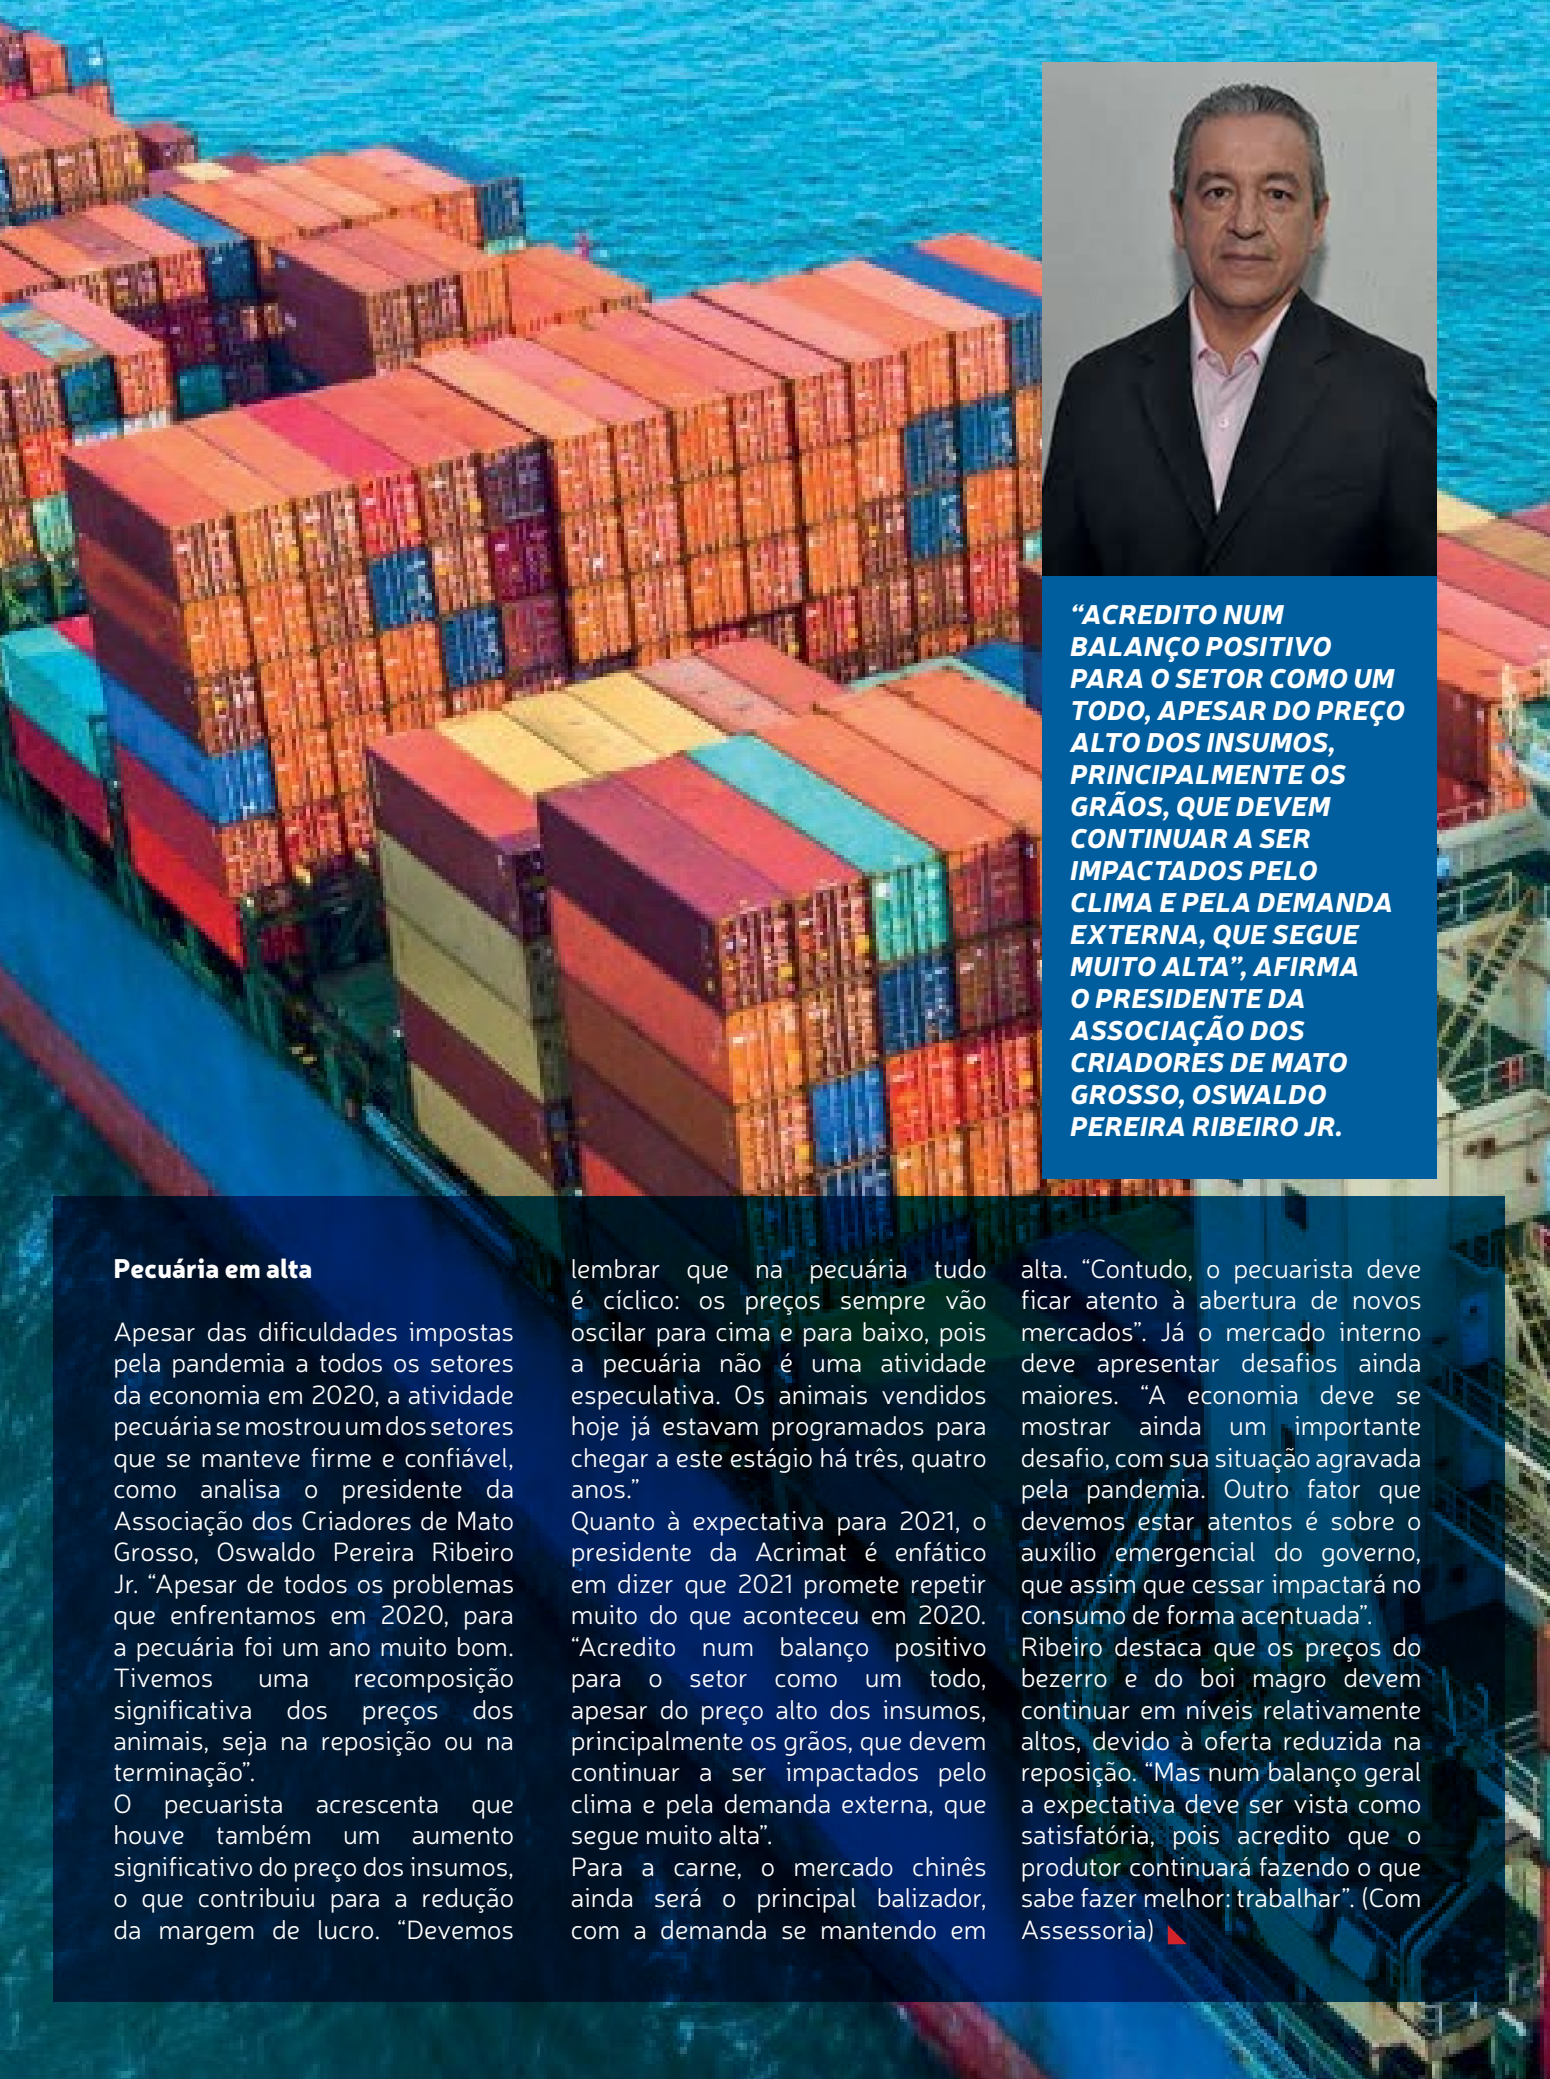 “ACREDITO NUM
BALANÇO POSITIVO
PARA O SETOR COMO UM
TODO, APESAR DO PREÇO
ALTO DOS INSUMOS,
PRINCIPALMENTE OS
GRÃOS, QUE DEVEM
CONTINUAR A SER
IMPACTADOS PELO
CLIMA E PELA DEMANDA
EXTERNA, QUE SEGUE
MUITO ALTA”, AFIRMA
O PRESIDENTE DA
ASSOCIAÇÃO DOS
CRIADORES DE MATO
GROSSO, OSWALDO
PEREIRA RIBEIRO JR.
Pecuária em alta
Apesar das dificuldades impostas
pela pandemia a todos os setores
da economia em 2020, a atividade
pecuária se mostrou um dos setores
que se manteve firme e confiável,
como analisa o presidente da
Associação dos Criadores de Mato
Grosso, Oswaldo Pereira Ribeiro
Jr. “Apesar de todos os problemas
que enfrentamos em 2020, para
a pecuária foi um ano muito bom.
Tivemos uma recomposição
significativa dos preços dos
animais, seja na reposição ou na
terminação”.
O pecuarista acrescenta que
houve também um aumento
significativo do preço dos insumos,
o que contribuiu para a redução
da margem de lucro. “Devemos
lembrar que na pecuária tudo
é cíclico: os preços sempre vão
oscilar para cima e para baixo, pois
a pecuária não é uma atividade
especulativa. Os animais vendidos
hoje já estavam programados para
chegar a este estágio há três, quatro
anos.”
Quanto à expectativa para 2021, o
presidente da Acrimat é enfático
em dizer que 2021 promete repetir
muito do que aconteceu em 2020.
“Acredito num balanço positivo
para o setor como um todo,
apesar do preço alto dos insumos,
principalmente os grãos, que devem
continuar a ser impactados pelo
clima e pela demanda externa, que
segue muito alta”.
Para a carne, o mercado chinês
ainda será o principal balizador,
com a demanda se mantendo em
alta. “Contudo, o pecuarista deve
ficar atento à abertura de novos
mercados”. Já o mercado interno
deve apresentar desafios ainda
maiores. “A economia deve se
mostrar ainda um importante
desafio, com sua situação agravada
pela pandemia. Outro fator que
devemos estar atentos é sobre o
auxílio emergencial do governo,
que assim que cessar impactará no
consumo de forma acentuada”.
Ribeiro destaca que os preços do
bezerro e do boi magro devem
continuar em níveis relativamente
altos, devido à oferta reduzida na
reposição. “Mas num balanço geral
a expectativa deve ser vista como
satisfatória, pois acredito que o
produtor continuará fazendo o que
sabe fazer melhor: trabalhar”. (Com
Assessoria)